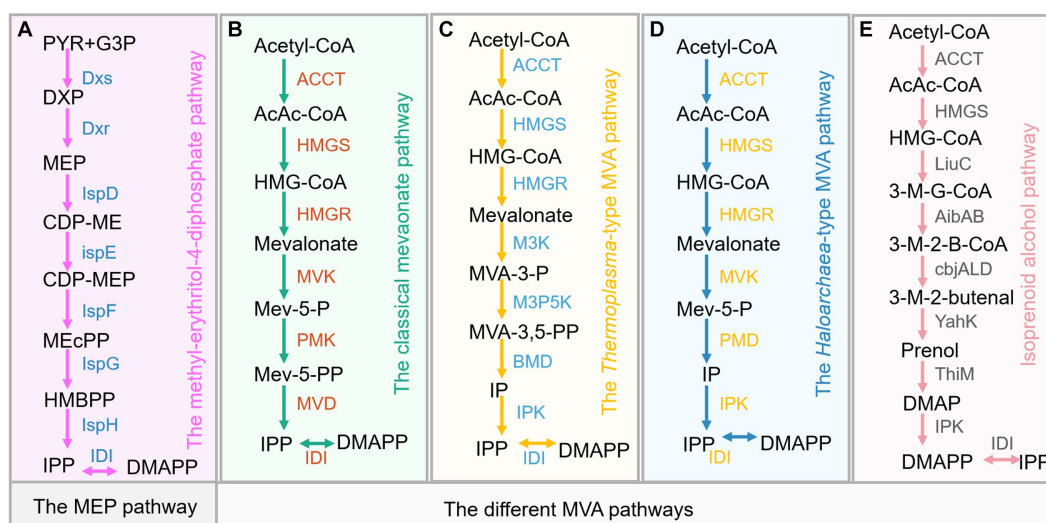 A
PYR+G3P
Dxs
DXP
Dxr
MEP
IspD
CDP-ME
ispE
CDP-MEP
IspF
MEcPP
IspG
HMBPP
IspH
IPP
IDI
DMAPP
The methyl-erythritol-4-diphosphate pathway
The MEP pathway
B
Acetyl-CoA
ACCT
AcAc-CoA
HMGS
HMG-CoA
HMGR
Mevalonate
MVK
Mev-5-P
PMK
Mev-5-PP
MVD
IPP
IDI
DMAPP
The classical mevaonate pathway
C
Acetyl-CoA
ACCT
AcAc-CoA
HMGS
HMG-CoA
HMGR
Mevalonate
M3K
MVA-3-P
M3P5K
MVA-3,5-PP
BMD
IP
IPK
IPP
IDI
DMAPP
The Thermoplasma-type MVA pathway
D
Acetyl-CoA
ACCT
AcAc-CoA
HMGS
HMG-CoA
HMGR
Mevalonate
MVK
Mev-5-P
PMD
IP
IPK
IPP
IDI
DMAPP
The Haloarchaea-type MVA pathway
E
Acetyl-CoA
ACCT
AcAc-CoA
HMGS
HMG-CoA
LiuC
3-M-G-CoA
AibAB
3-M-2-B-CoA
cbjALD
3-M-2-butenal
YahK
Prenol
ThiM
DMAP
IPK
DMAPP
IDI
IPP
Isoprenoid alcohol pathway
The different MVA pathways